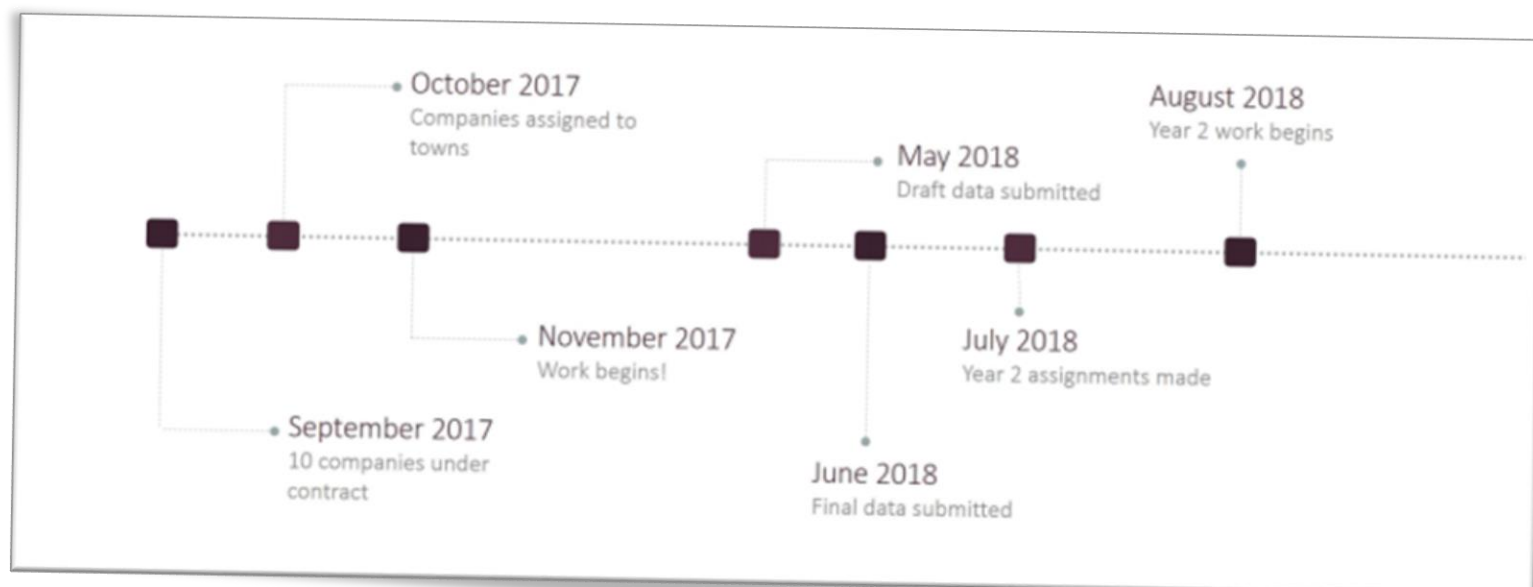 October 2017
Companies assigned to
towns
August 2018
Year 2 work begins
May 2018
Draft data submitted
November 2017
Work begins!
July 2018
Year 2 assignments made
September 2017
10 companies under
contract
June 2018
Final data submitted